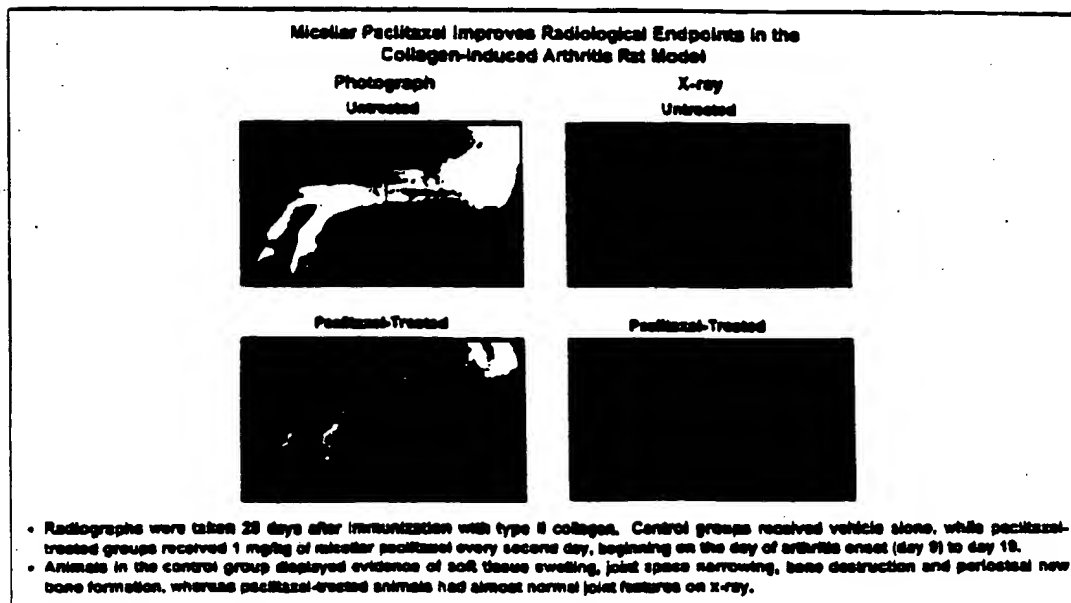 Micellar Paclitaxel Improves Radiological Endpoints in the
Collagen-Induced Arthritis Rat Model
Photograph X-ray
Untreated Untreated
Paclitaxel-Treated Paclitaxel-Treated
• Radiographs were taken 28 days after immunization with type II collagen. Control groups received vehicle alone, while paclitaxel-
treated groups received 1 mg/kg of micellar paclitaxel every second day, beginning on the day of arthritis onset (day 9) to day 19.
• Animals in the control group displayed evidence of soft tissue swelling, joint space narrowing, bone destruction and periosteal new
bone formation, whereas paclitaxel-treated animals had almost normal joint features on x-ray.